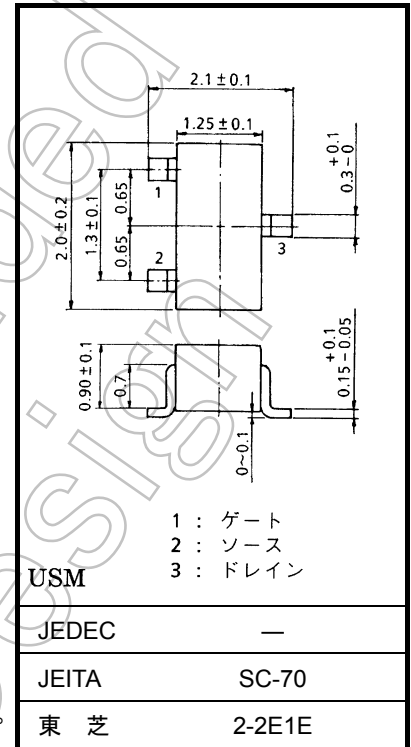 2.1±0.1
1.25±0.1
+0.1
0.3-0
2.0±0.2
1.3±0.1
0.65
0.65
1
2
3
0.90±0.1
0.7
+0.1
0.15-0.05
0~0.1
1 : ゲート
2 : ソース
3 : ドレイン
USM
JEDEC —
JEITA SC-70
東 芝 2-2E1E
。